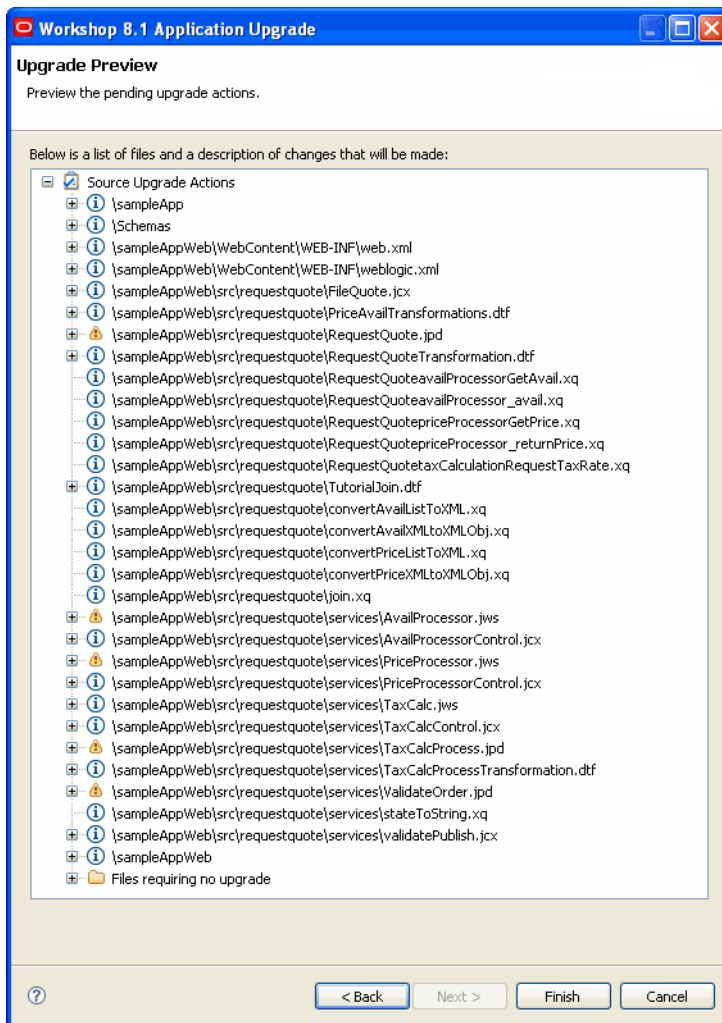 Workshop 8.1 Application Upgrade
Upgrade Preview
Preview the pending upgrade actions.
Below is a list of files and a description of changes that will be made:
Source Upgrade Actions
\sampleApp
\Schemas
\sampleAppWeb\WebContent\WEB-INF\web.xml
\sampleAppWeb\WebContent\WEB-INF\weblogic.xml
\sampleAppWeb\src\requestquote\FileQuote.jcx
\sampleAppWeb\src\requestquote\PriceAvailTransformations.dtf
\sampleAppWeb\src\requestquote\RequestQuote.jpd
\sampleAppWeb\src\requestquote\RequestQuoteTransformation.dtf
\sampleAppWeb\src\requestquote\RequestQuoteavailProcessorGetAvail.xq
\sampleAppWeb\src\requestquote\RequestQuoteavailProcessor_avail.xq
\sampleAppWeb\src\requestquote\RequestQuotepriceProcessorGetPrice.xq
\sampleAppWeb\src\requestquote\RequestQuotepriceProcessor_returnPrice.xq
\sampleAppWeb\src\requestquote\RequestQuotetaxCalculationRequestTaxRate.xq
\sampleAppWeb\src\requestquote\TutorialJoin.dtf
\sampleAppWeb\src\requestquote\convertAvailListToXML.xq
\sampleAppWeb\src\requestquote\convertAvailXMLtoXMLObj.xq
\sampleAppWeb\src\requestquote\convertPriceListToXML.xq
\sampleAppWeb\src\requestquote\convertPriceXMLtoXMLObj.xq
\sampleAppWeb\src\requestquote\join.xq
\sampleAppWeb\src\requestquote\services\AvailProcessor.jws
\sampleAppWeb\src\requestquote\services\AvailProcessorControl.jcx
\sampleAppWeb\src\requestquote\services\PriceProcessor.jws
\sampleAppWeb\src\requestquote\services\PriceProcessorControl.jcx
\sampleAppWeb\src\requestquote\services\TaxCalc.jws
\sampleAppWeb\src\requestquote\services\TaxCalcControl.jcx
\sampleAppWeb\src\requestquote\services\TaxCalcProcess.jpd
\sampleAppWeb\src\requestquote\services\TaxCalcProcessTransformation.dtf
\sampleAppWeb\src\requestquote\services\ValidateOrder.jpd
\sampleAppWeb\src\requestquote\services\stateToString.xq
\sampleAppWeb\src\requestquote\services\validatePublish.jcx
\sampleAppWeb
Files requiring no upgrade
< Back Next > Finish Cancel